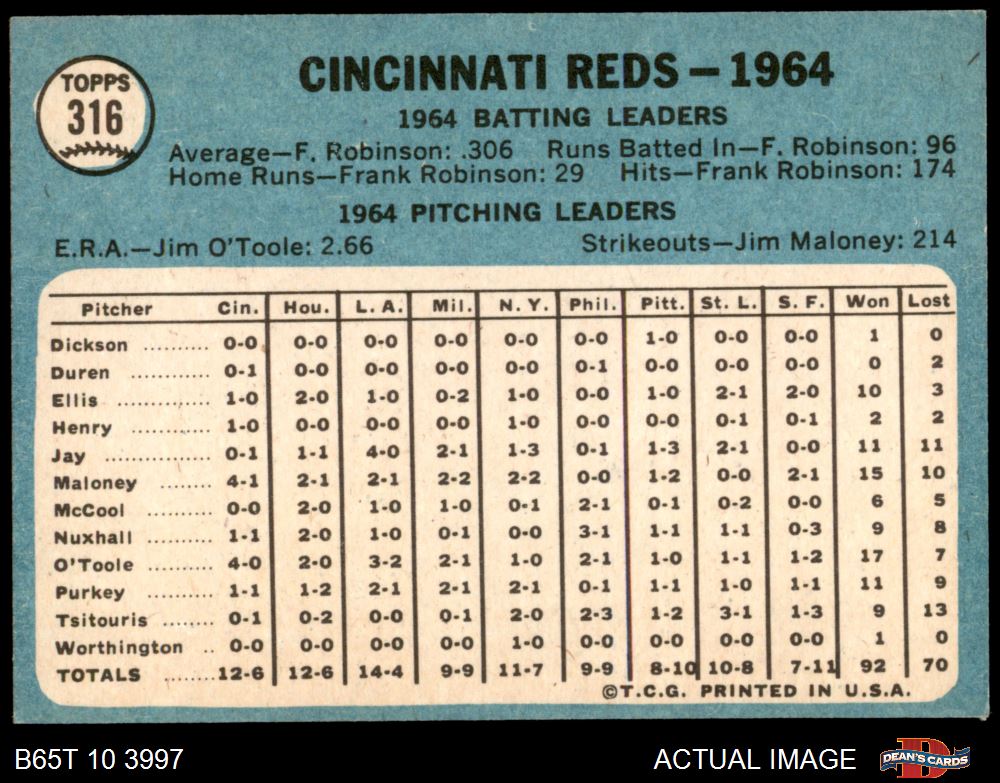 TOPPS
316
CINCINNATI REDS — 1964
1964 BATTING LEADERS
Average—F. Robinson: .306 Runs Batted In—F. Robinson: 96
Home Runs—Frank Robinson: 29 Hits—Frank Robinson: 174
1964 PITCHING LEADERS
E.R.A.—Jim O'Toole: 2.66 Strikeouts—Jim Maloney: 214
Pitcher Cin. Hou. L. A. Mil. N. Y. Phil. Pitt. St. L. S. F. Won Lost
Dickson .......... 0-0 0-0 0-0 0-0 0-0 0-0 1-0 0-0 0-0 1 0
Duren ............ 0-1 0-0 0-0 0-0 0-0 0-1 0-0 0-0 0-0 0 2
Ellis .............. 1-0 2-0 1-0 0-2 1-0 0-0 1-0 2-1 2-0 10 3
Henry ............. 1-0 0-0 0-0 0-0 1-0 0-0 0-0 0-1 0-1 2 2
Jay ................ 0-1 1-1 4-0 2-1 1-3 0-1 1-3 2-1 0-0 11 11
Maloney ........ 4-1 2-1 2-1 2-2 2-2 0-0 1-2 0-0 2-1 15 10
McCool .......... 0-0 2-0 1-0 1-0 0-1 2-1 0-1 0-2 0-0 6 5
Nuxhall .......... 1-1 2-0 1-0 0-1 0-0 3-1 1-1 1-1 0-3 9 8
O'Toole .......... 4-0 2-0 3-2 2-1 1-0 2-1 1-0 1-1 1-2 17 7
Purkey ........... 1-1 1-2 2-1 2-1 2-1 0-1 1-1 1-0 1-1 11 9
Tsitouris ........ 0-1 0-2 0-0 0-1 2-0 2-3 1-2 3-1 1-3 9 13
Worthington .. 0-0 0-0 0-0 0-0 1-0 0-0 0-0 0-0 0-0 1 0
TOTALS ........ 12-6 12-6 14-4 9-9 11-7 9-9 8-10 10-8 7-11 92 70
©T.C.G. PRINTED IN U.S.A.
B65T 10 3997 ACTUAL IMAGE DEAN'S CARDS